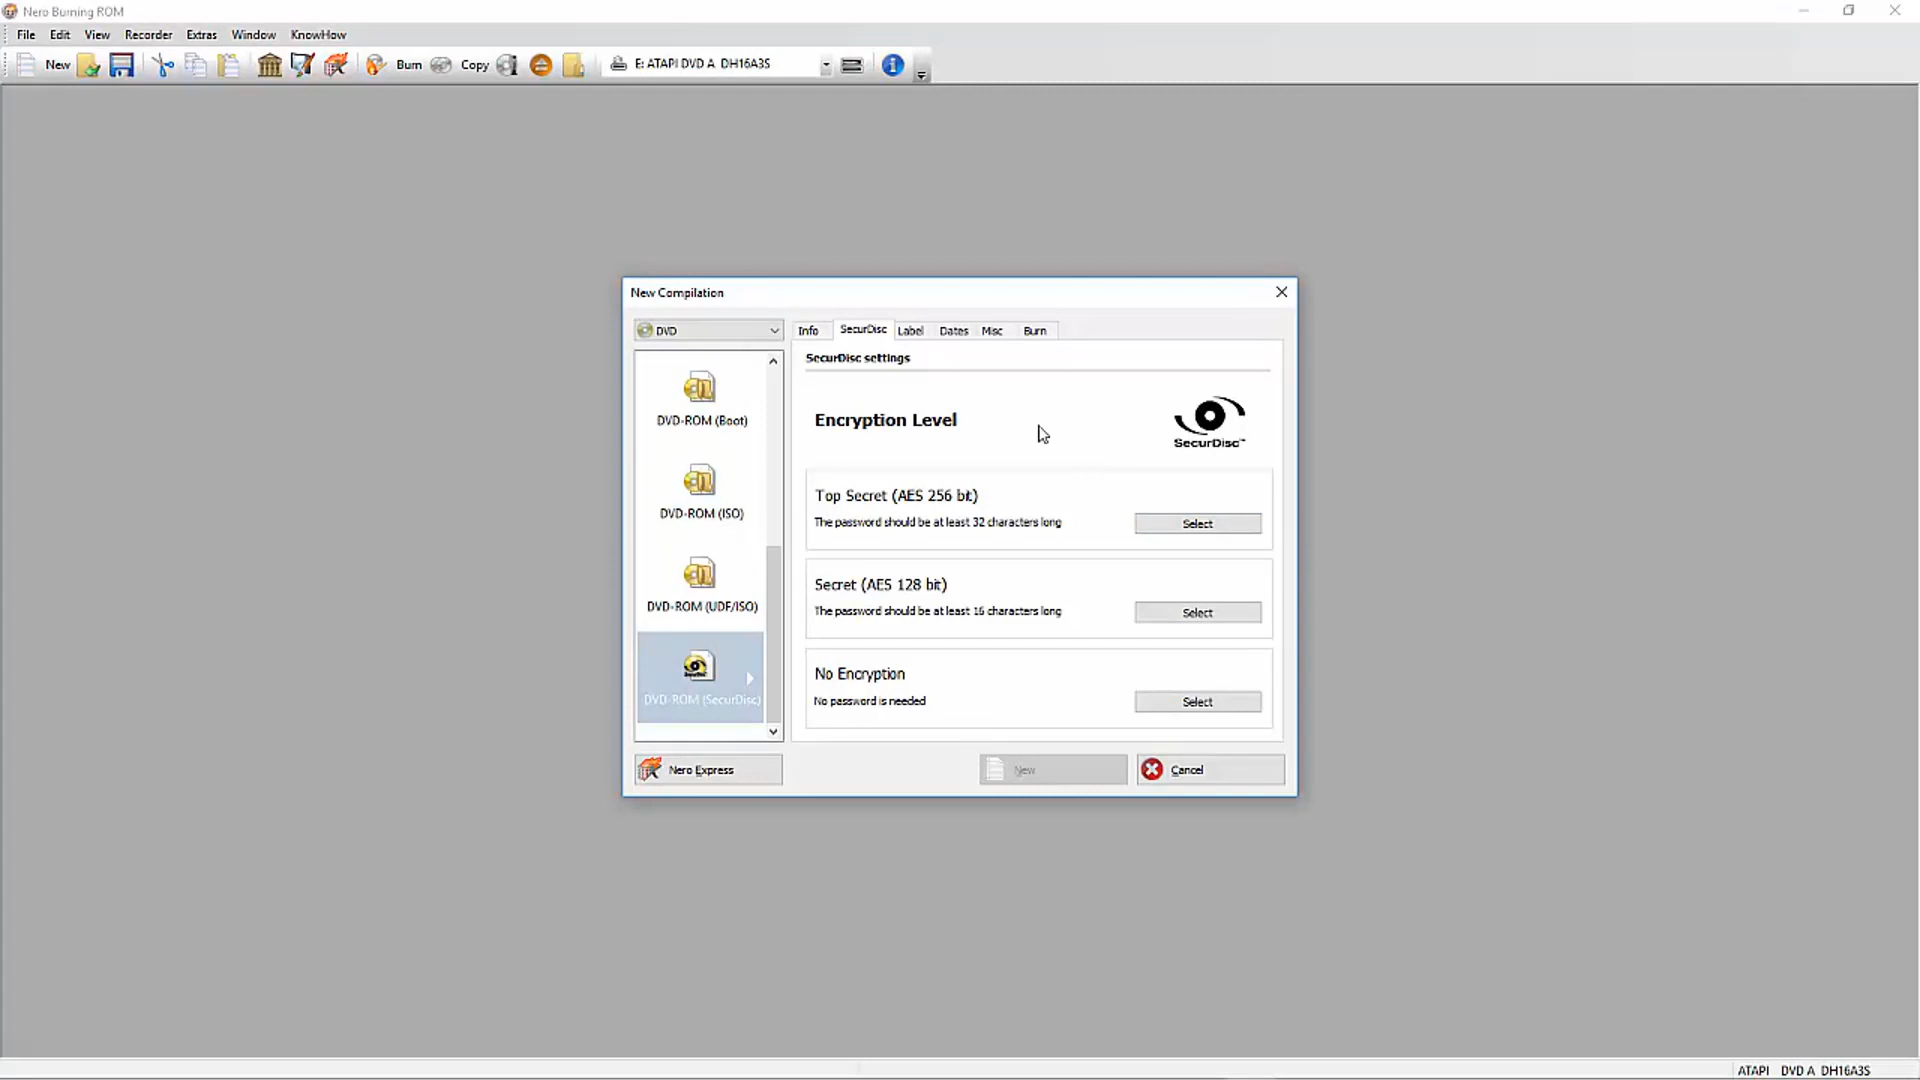 Nero Burning ROM
File Edit View Recorder Extras Window KnowHow
New Burn Copy E: ATAPI DVD A DH16A3S
New Compilation
DVD
Info SecurDisc Label Dates Misc Burn
SecurDisc settings
DVD-ROM (Boot)
Encryption Level
SecurDisc™
DVD-ROM (ISO)
Top Secret (AES 256 bit)
The password should be at least 32 characters long Select
DVD-ROM (UDF/ISO)
Secret (AES 128 bit)
The password should be at least 16 characters long Select
DVD-ROM (SecurDisc)
No Encryption
No password is needed Select
Nero Express New Cancel
ATAPI DVD A DH16A3S